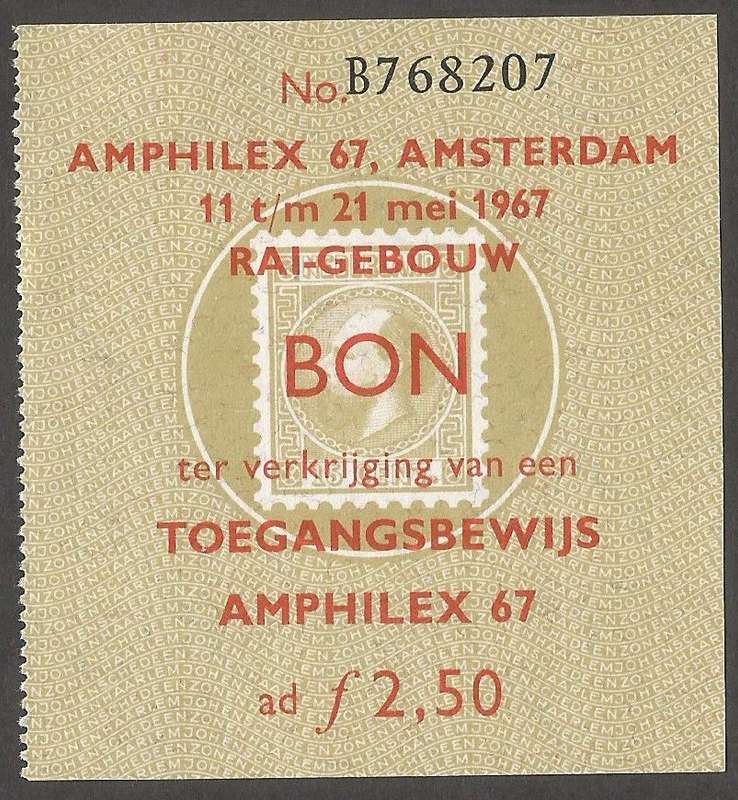 No. B768207
AMPHILEX 67, AMSTERDAM
11 t/m 21 mei 1967
RAI-GEBOUW
BON
ter verkrijging van een
TOEGANGSBEWIJS
AMPHILEX 67
ad f 2,50